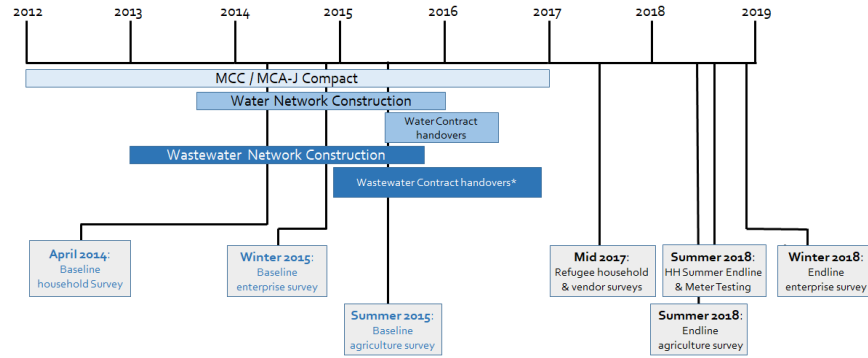 2012 2013 2014 2015 2016 2017 2018 2019
MCC / MCA-J Compact
Water Network Construction
Water Contract
handovers
Wastewater Network Construction
Wastewater Contract handovers*
April 2014:
Baseline
household Survey
Winter 2015:
Baseline
enterprise survey
Summer 2015:
Baseline
agriculture survey
Mid 2017:
Refugee household
& vendor surveys
Summer 2018:
HH Summer Endline
& Meter Testing
Summer 2018:
Endline
agriculture survey
Winter 2018:
Endline
enterprise survey